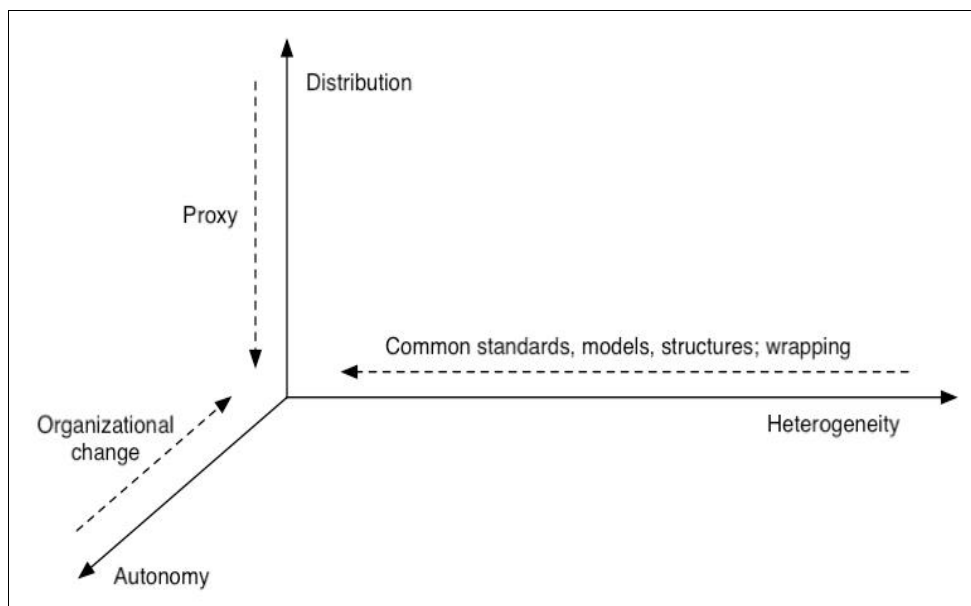 Distribution
Proxy
Common standards, models, structures; wrapping
Organizational
change
Heterogeneity
Autonomy